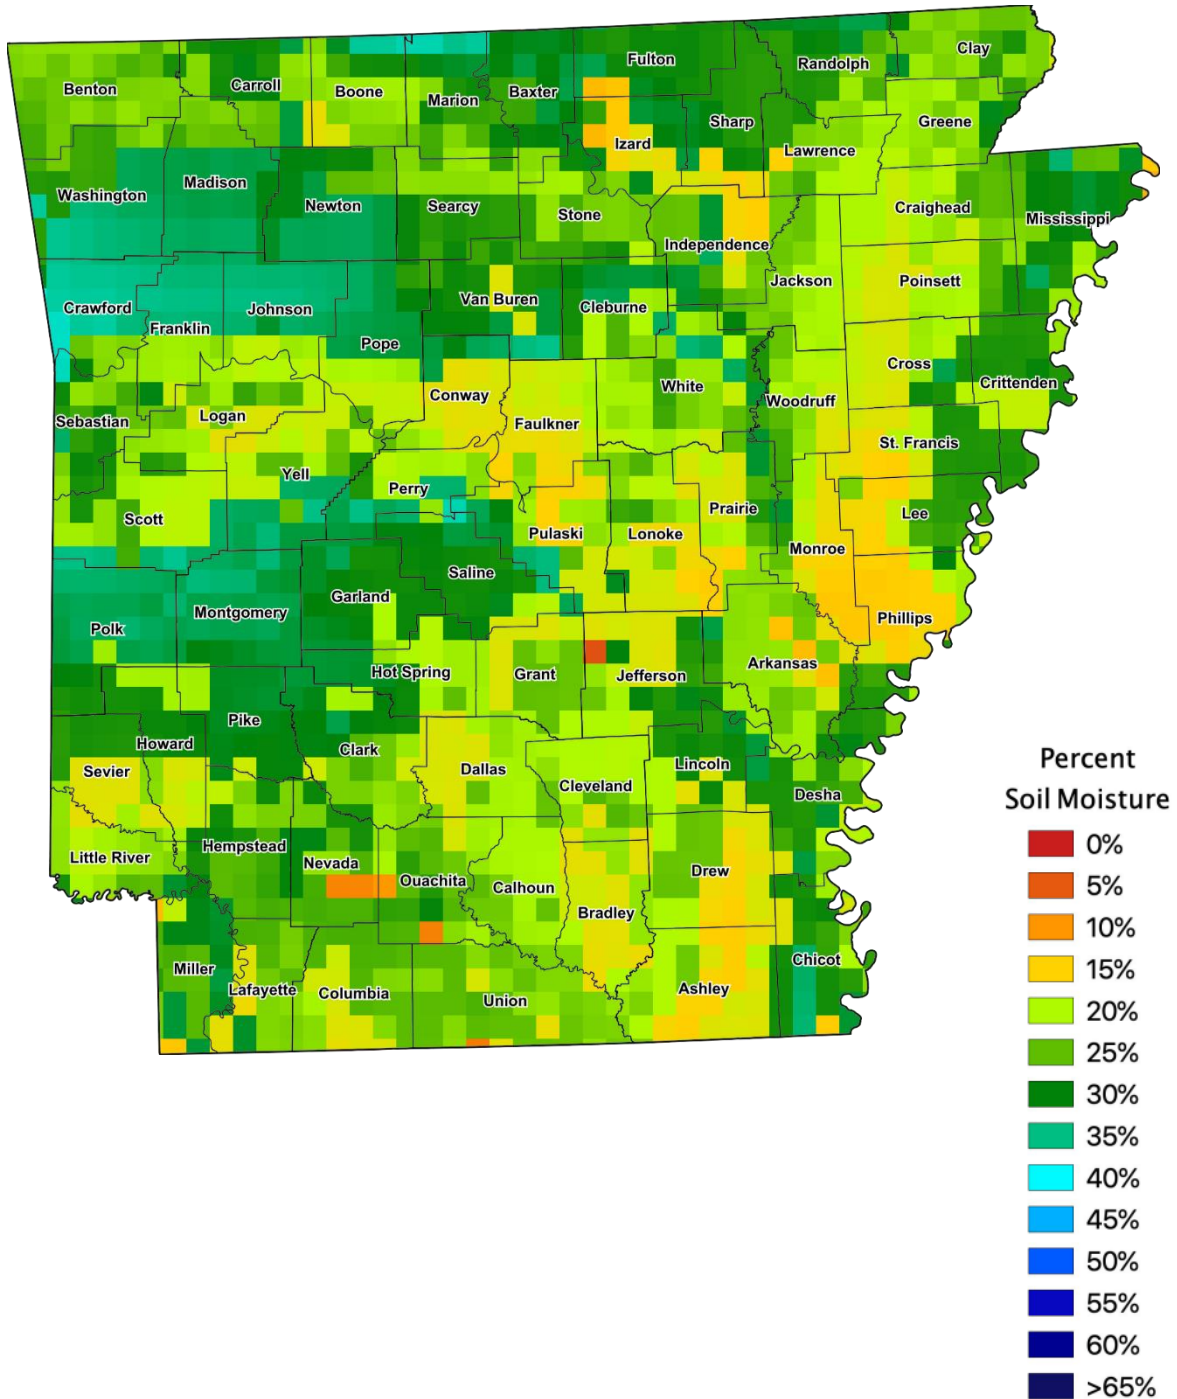 Clay
Fulton
Randolph
Carroll
Benton
Boone
Baxter
Marion
Sharp
Greene
Izard
Lawrence
Madison
Washington
Newton
Searcy
Craighead
Stone
Mississippi
Independence
Jackson
Poinsett
Van Buren
Crawford
Cleburne
Johnson
Franklin
Pope
Cross
Crittenden
White
Conway
Woodruff
Logan
Sebastian
Faulkner
St. Francis
Yell
Perry
Prairie
Lee
Scott
Pulaski
Lonoke
Monroe
Saline
Garland
Montgomery
Phillips
Polk
Arkansas
Hot Spring
Grant
Jefferson
Pike
Howard
Clark
Lincoln
Sevier
Dallas
Cleveland
Desha
Hempstead
Little River
Nevada
Drew
Ouachita
Calhoun
Bradley
Chicot
Miller
Lafayette
Columbia
Ashley
Union
Percent
Soil Moisture
0%
5%
10%
15%
20%
25%
30%
35%
40%
45%
50%
55%
60%
>65%